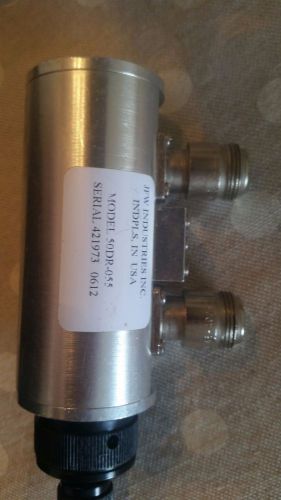 JFW INDUSTRIES INC.
INDPLS. IN USA
MODEL 50DR-055
SERIAL 421973 0612